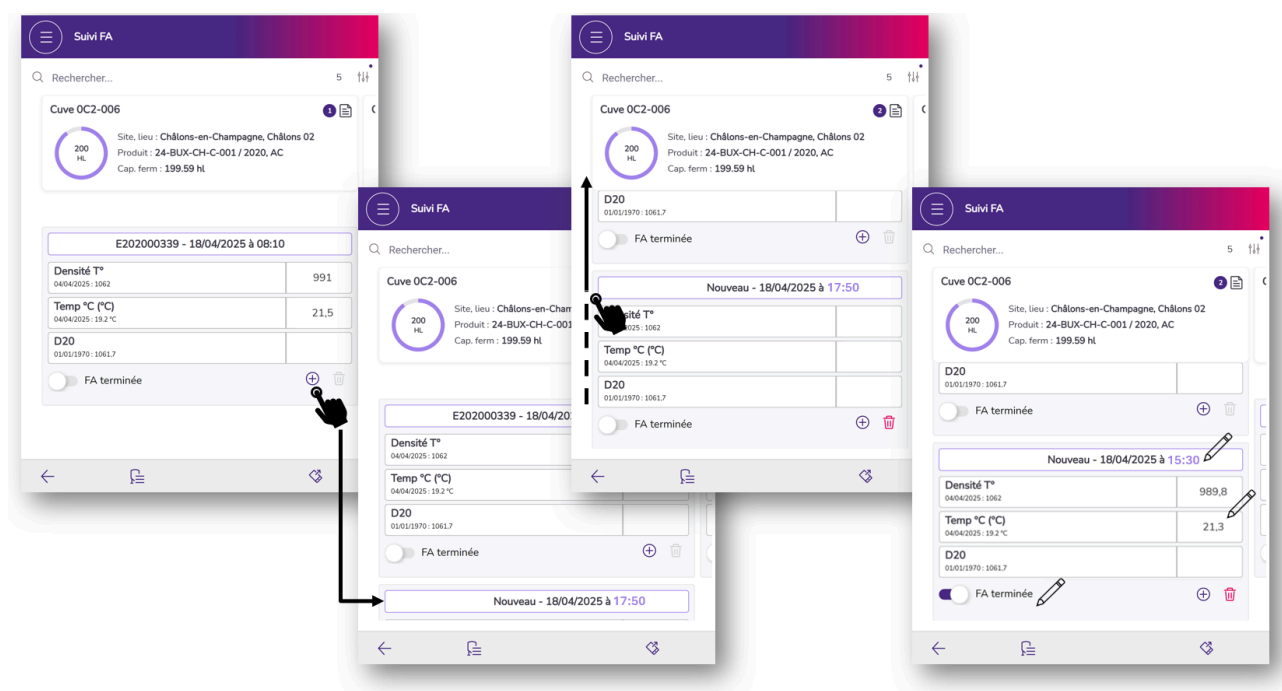 Suivi FA
Rechercher... 5
Cuve 0C2-006 1
200
HL
Site, lieu : Châlons-en-Champagne, Châlons 02
Produit : 24-BUX-CH-C-001 / 2020, AC
Cap. ferm : 199.59 hl
E202000339 - 18/04/2025 à 08:10
Densité T° 991
04/04/2025 : 1062
Temp °C (°C) 21,5
04/04/2025 : 19.2 °C
D20
01/01/1970 : 1061,7
FA terminée
Suivi FA
Rechercher...
Cuve 0C2-006
200
HL
Site, lieu : Châlons-en-Cham
Produit : 24-BUX-CH-C-001
Cap. ferm : 199.59 hl
E202000339 - 18/04/20
Densité T°
04/04/2025 : 1062
Temp °C (°C)
04/04/2025 : 19.2 °C
D20
01/01/1970 : 1061,7
FA terminée
Nouveau - 18/04/2025 à 17:50
Suivi FA
Rechercher... 5
Cuve 0C2-006 2
200
HL
Site, lieu : Châlons-en-Champagne, Châlons 02
Produit : 24-BUX-CH-C-001 / 2020, AC
Cap. ferm : 199.59 hl
D20
01/01/1970 : 1061,7
FA terminée
Nouveau - 18/04/2025 à 17:50
sité T°
2025 : 1062
Temp °C (°C)
04/04/2025 : 19.2 °C
D20
01/01/1970 : 1061,7
FA terminée
Suivi FA
Rechercher... 5
Cuve 0C2-006 2
200
HL
Site, lieu : Châlons-en-Champagne, Châlons 02
Produit : 24-BUX-CH-C-001 / 2020, AC
Cap. ferm : 199.59 hl
D20
01/01/1970 : 1061,7
FA terminée
Nouveau - 18/04/2025 à 15:30
Densité T° 989,8
04/04/2025 : 1062
Temp °C (°C) 21,3
04/04/2025 : 19.2 °C
D20
01/01/1970 : 1061,7
FA terminée